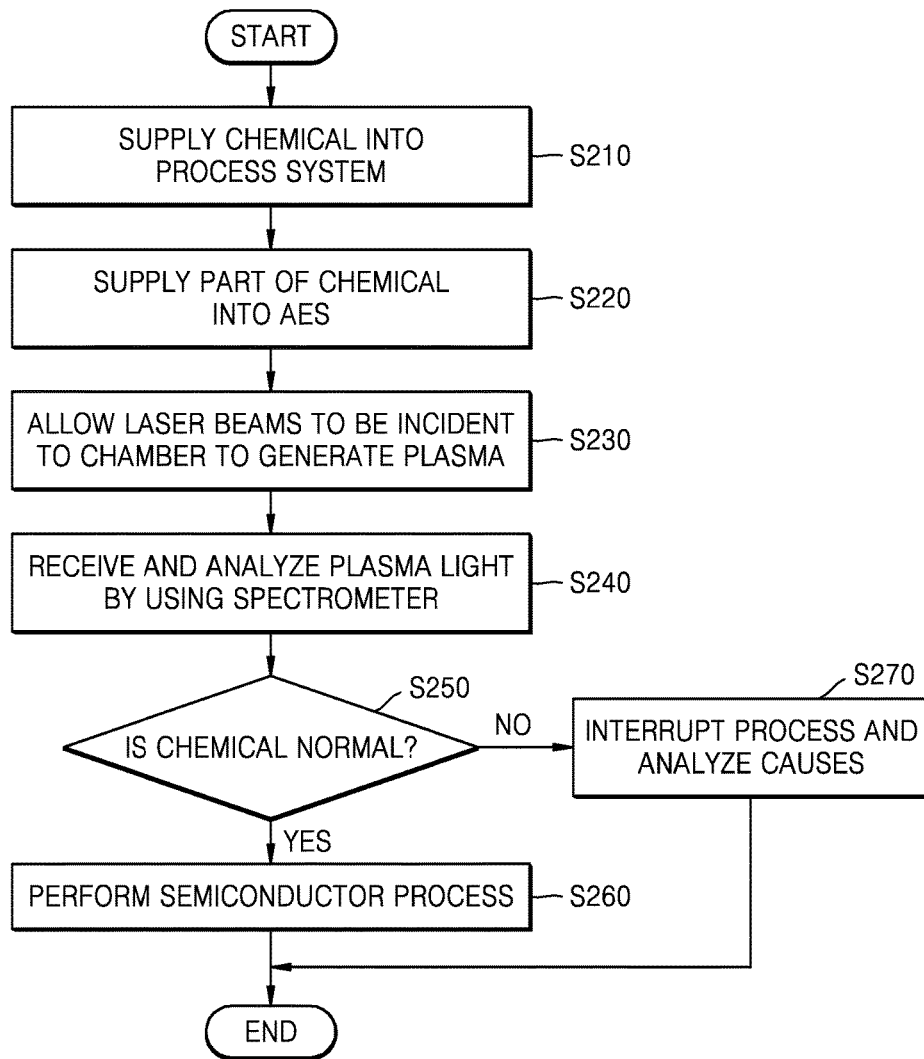 START
SUPPLY CHEMICAL INTO
PROCESS SYSTEM
S210
SUPPLY PART OF CHEMICAL
INTO AES
S220
ALLOW LASER BEAMS TO BE INCIDENT
TO CHAMBER TO GENERATE PLASMA
S230
RECEIVE AND ANALYZE PLASMA LIGHT
BY USING SPECTROMETER
S240
S250
IS CHEMICAL NORMAL?
NO
S270
INTERRUPT PROCESS AND
ANALYZE CAUSES
YES
PERFORM SEMICONDUCTOR PROCESS
S260
END